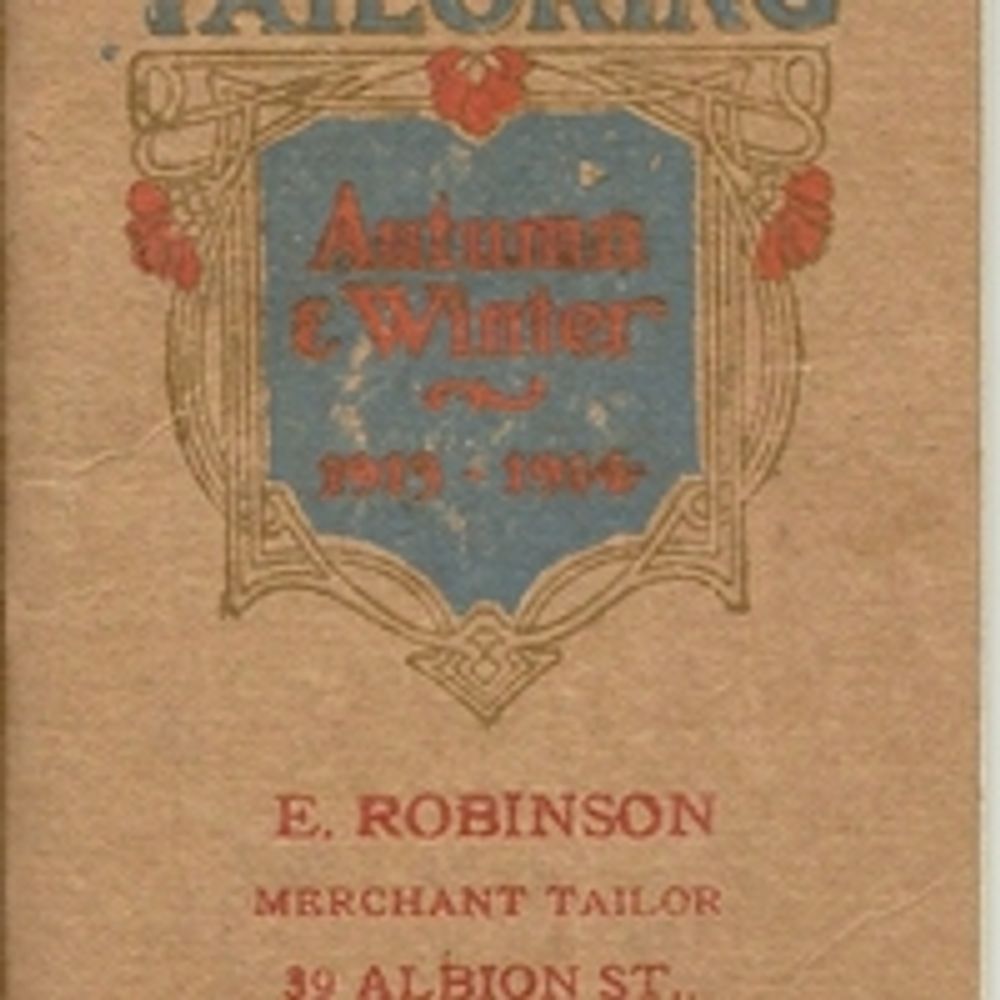 TAILORING
Autumn
& Winter
1913 - 1914
E. ROBINSON
MERCHANT TAILOR
39 ALBION ST.,